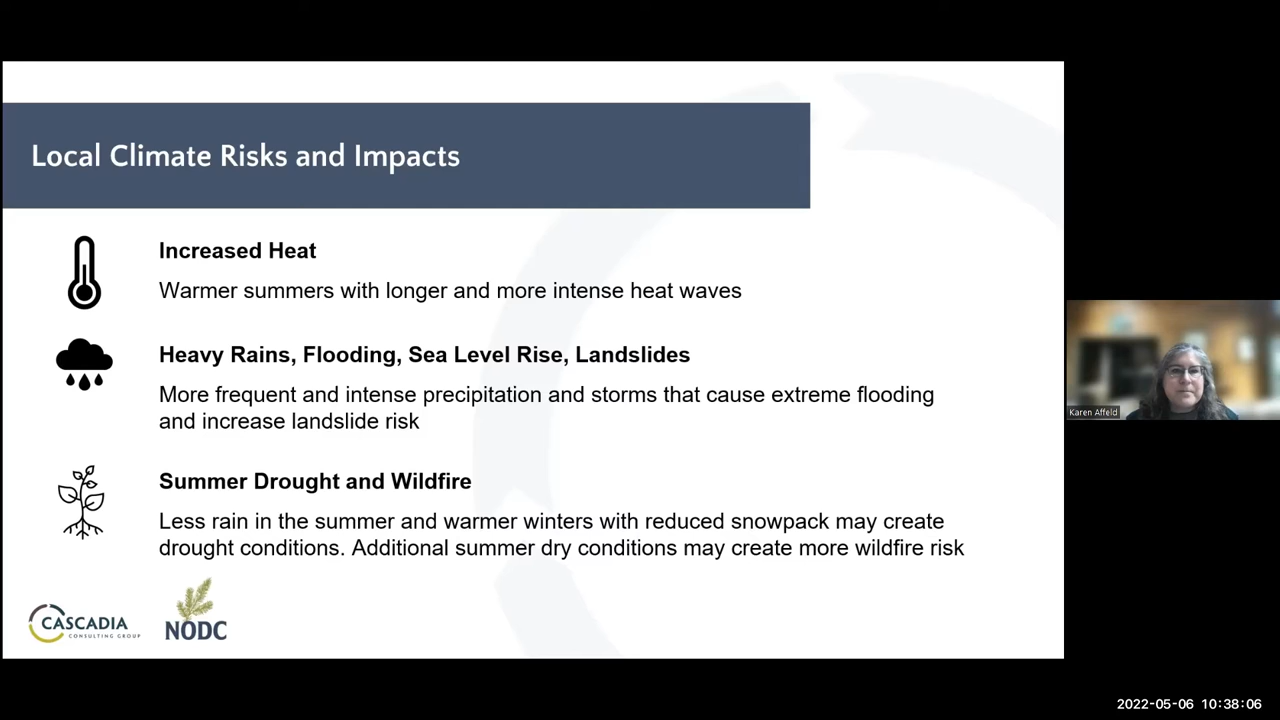 Local Climate Risks and Impacts
Increased Heat
Warmer summers with longer and more intense heat waves
Heavy Rains, Flooding, Sea Level Rise, Landslides
More frequent and intense precipitation and storms that cause extreme flooding
and increase landslide risk
Summer Drought and Wildfire
Less rain in the summer and warmer winters with reduced snowpack may create
drought conditions. Additional summer dry conditions may create more wildfire risk
CASCADIA
CONSULTING GROUP
NODC
Karen Affeld
2022-05-06 10:38:06